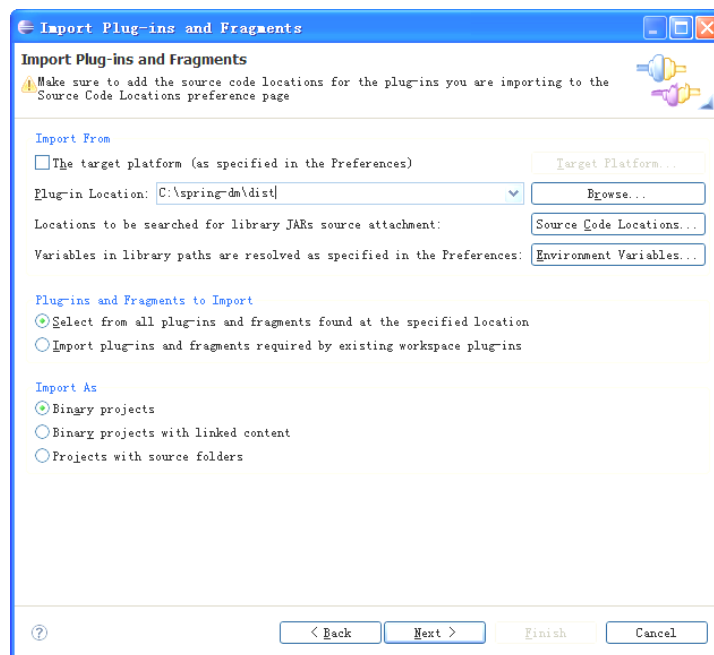 Import Plug-ins and Fragments
Import Plug-ins and Fragments
Make sure to add the source code locations for the plug-ins you are importing to the
Source Code Locations preference page
Import From
The target platform (as specified in the Preferences)
Target Platform...
Plug-in Location:
C:\spring-dm\dist
Browse...
Locations to be searched for library JARs source attachment:
Source Code Locations...
Variables in library paths are resolved as specified in the Preferences:
Environment Variables...
Plug-ins and Fragments to Import
Select from all plug-ins and fragments found at the specified location
Import plug-ins and fragments required by existing workspace plug-ins
Import As
Binary projects
Binary projects with linked content
Projects with source folders
?
< Back
Next >
Finish
Cancel